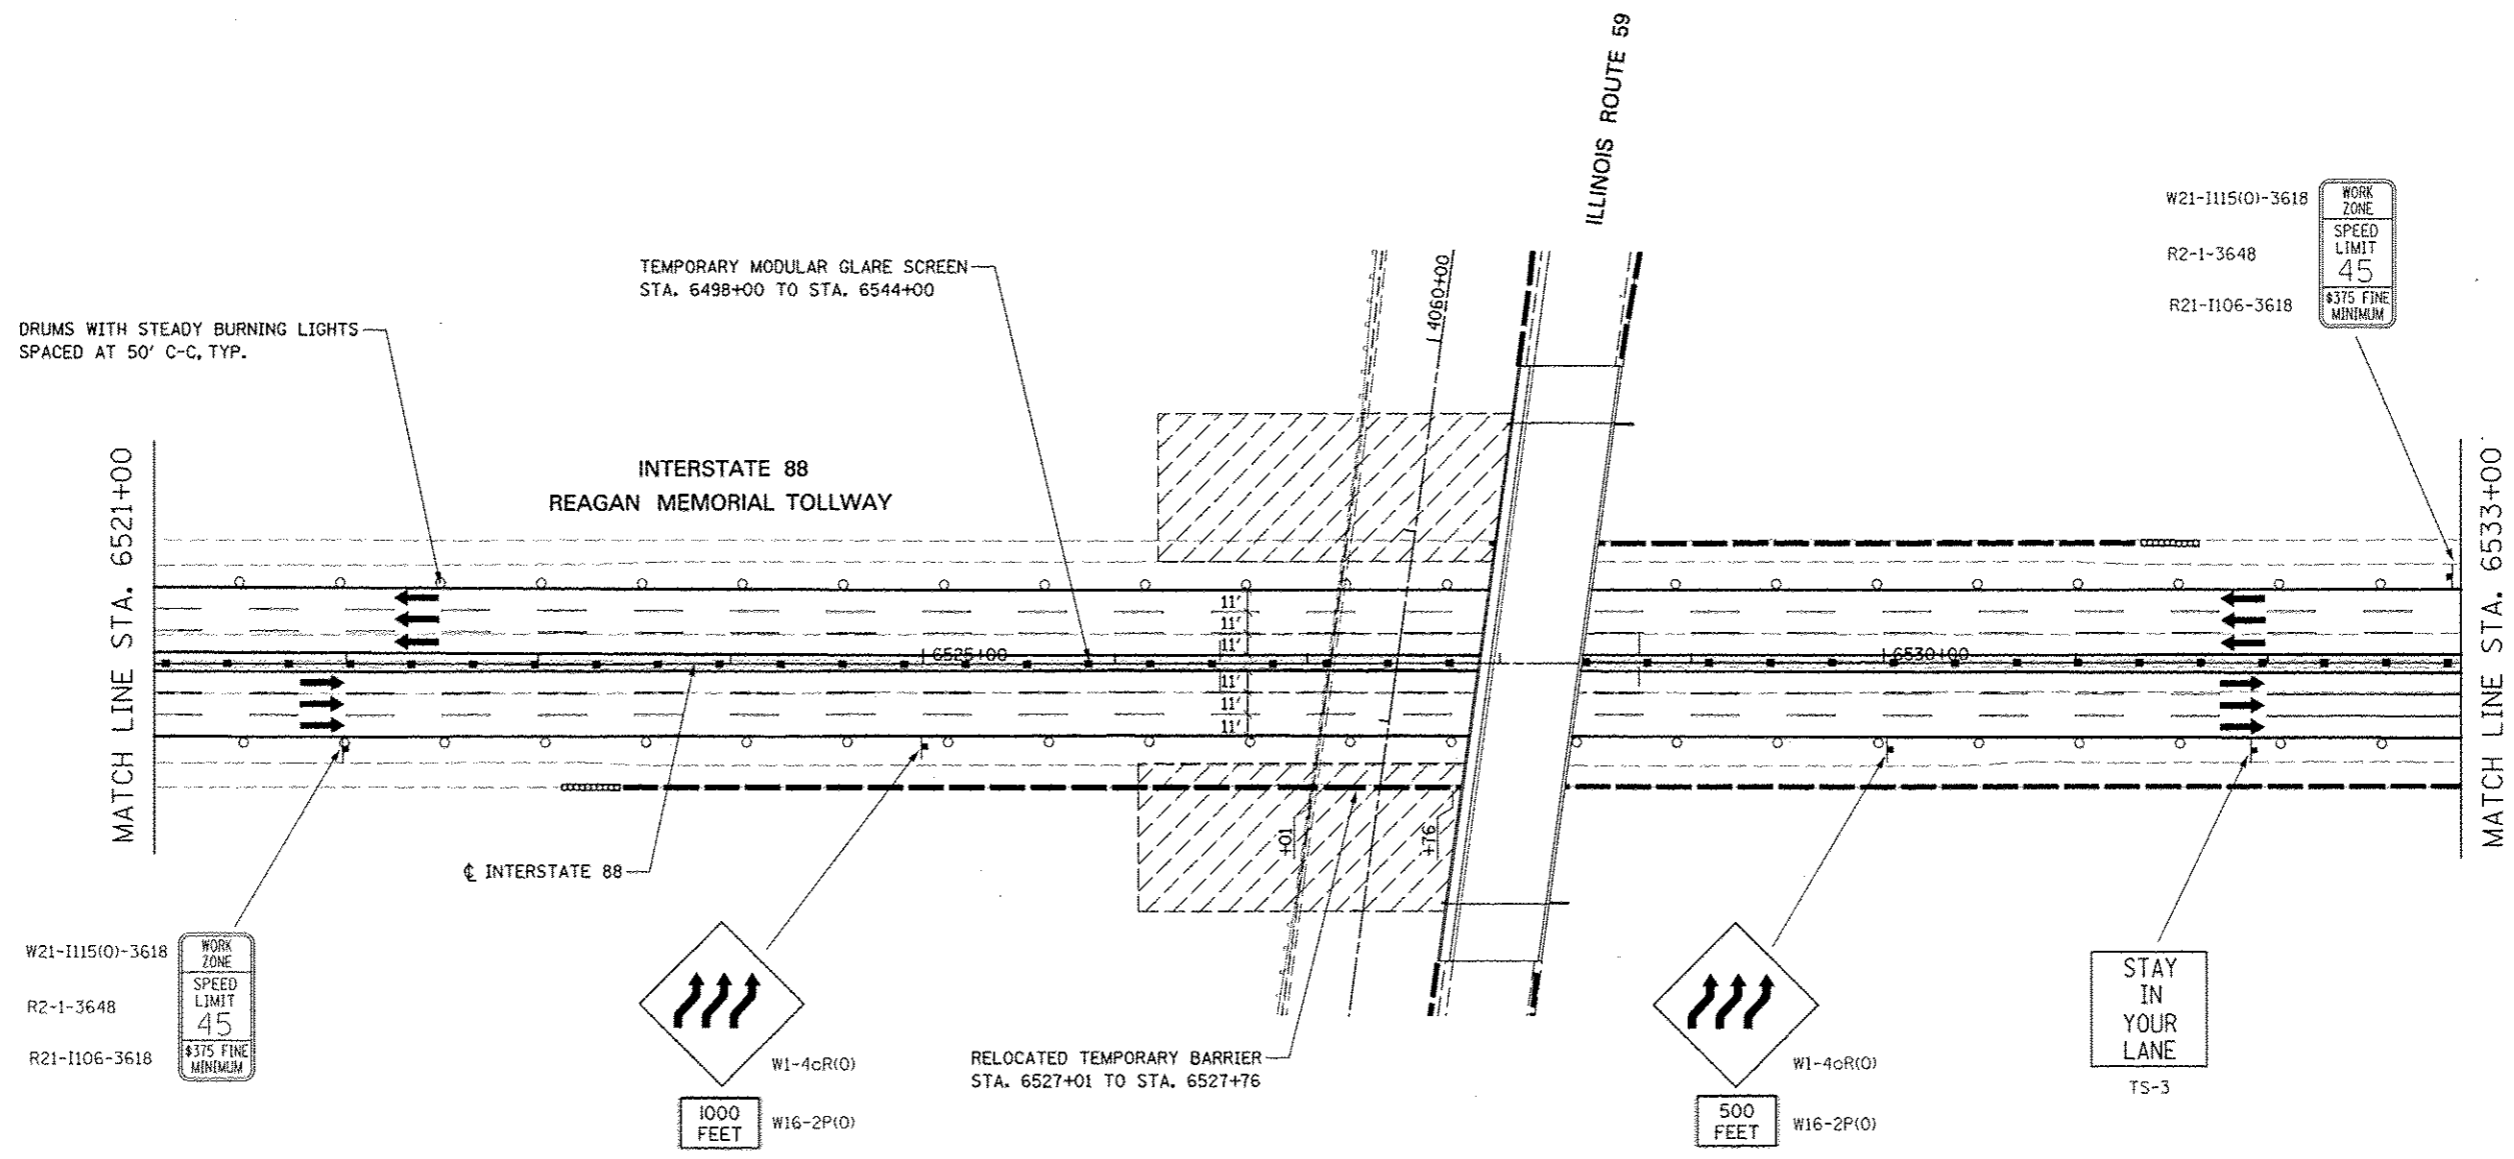 ILLINOIS ROUTE 59
W21-I115(O)-3618
R2-1-3648
R21-I106-3618
WORK
ZONE
SPEED
LIMIT
45
$375 FINE
MINIMUM
TEMPORARY MODULAR GLARE SCREEN
STA. 6498+00 TO STA. 6544+00
4060+00
DRUMS WITH STEADY BURNING LIGHTS
SPACED AT 50' C-C, TYP.
INTERSTATE 88
REAGAN MEMORIAL TOLLWAY
MATCH LINE STA. 6521+00
MATCH LINE STA. 6533+00
11'
11'
11'
6525+00
6530+00
11'
11'
11'
+01
+76
℄ INTERSTATE 88
W21-I115(O)-3618
R2-1-3648
R21-I106-3618
WORK
ZONE
SPEED
LIMIT
45
$375 FINE
MINIMUM
W1-4cR(O)
1000
FEET
W16-2P(O)
RELOCATED TEMPORARY BARRIER
STA. 6527+01 TO STA. 6527+76
W1-4cR(O)
500
FEET
W16-2P(O)
STAY
IN
YOUR
LANE
TS-3